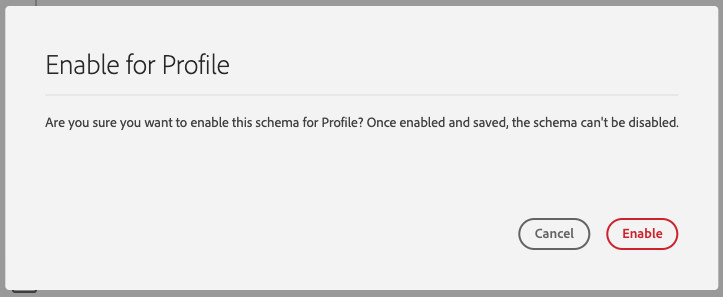 Enable for Profile
Are you sure you want to enable this schema for Profile? Once enabled and saved, the schema can't be disabled.
Cancel
Enable